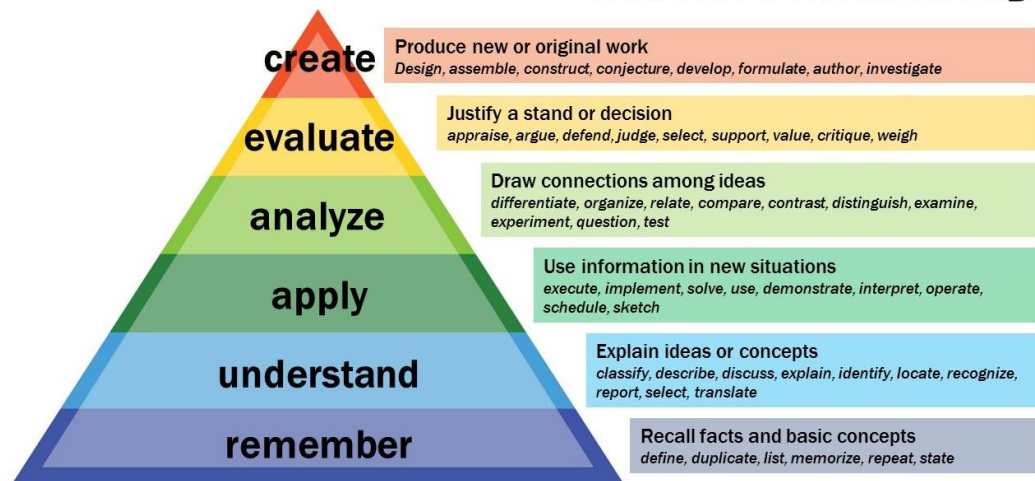 create
Produce new or original work
Design, assemble, construct, conjecture, develop, formulate, author, investigate
evaluate
Justify a stand or decision
appraise, argue, defend, judge, select, support, value, critique, weigh
analyze
Draw connections among ideas
differentiate, organize, relate, compare, contrast, distinguish, examine,
experiment, question, test
apply
Use information in new situations
execute, implement, solve, use, demonstrate, interpret, operate,
schedule, sketch
understand
Explain ideas or concepts
classify, describe, discuss, explain, identify, locate, recognize,
report, select, translate
remember
Recall facts and basic concepts
define, duplicate, list, memorize, repeat, state